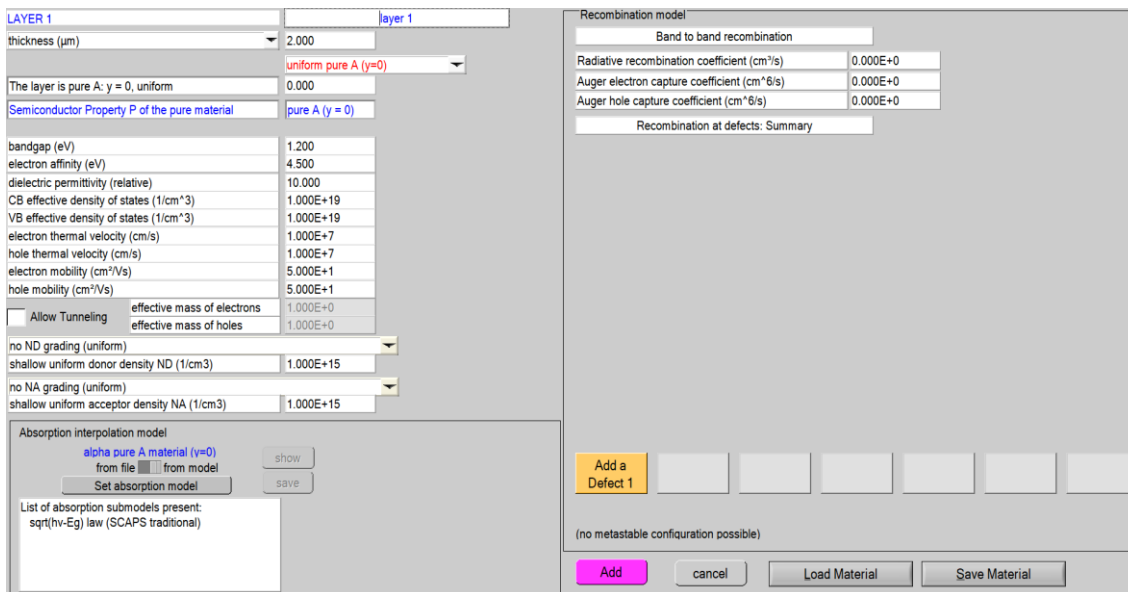 LAYER 1
layer 1
thickness (µm)
2.000
uniform pure A (y=0)
The layer is pure A: y = 0, uniform
0.000
Semiconductor Property P of the pure material
pure A (y = 0)
bandgap (eV)
1.200
electron affinity (eV)
4.500
dielectric permittivity (relative)
10.000
CB effective density of states (1/cm^3)
1.000E+19
VB effective density of states (1/cm^3)
1.000E+19
electron thermal velocity (cm/s)
1.000E+7
hole thermal velocity (cm/s)
1.000E+7
electron mobility (cm²/Vs)
5.000E+1
hole mobility (cm²/Vs)
5.000E+1
Allow Tunneling
effective mass of electrons
1.000E+0
effective mass of holes
1.000E+0
no ND grading (uniform)
shallow uniform donor density ND (1/cm3)
1.000E+15
no NA grading (uniform)
shallow uniform acceptor density NA (1/cm3)
1.000E+15
Absorption interpolation model
alpha pure A material (y=0)
from file
from model
show
Set absorption model
save
List of absorption submodels present:
sqrt(hv-Eg) law (SCAPS traditional)
Recombination model
Band to band recombination
Radiative recombination coefficient (cm³/s)
0.000E+0
Auger electron capture coefficient (cm^6/s)
0.000E+0
Auger hole capture coefficient (cm^6/s)
0.000E+0
Recombination at defects: Summary
Add a
Defect 1
(no metastable configuration possible)
Add
cancel
Load Material
Save Material